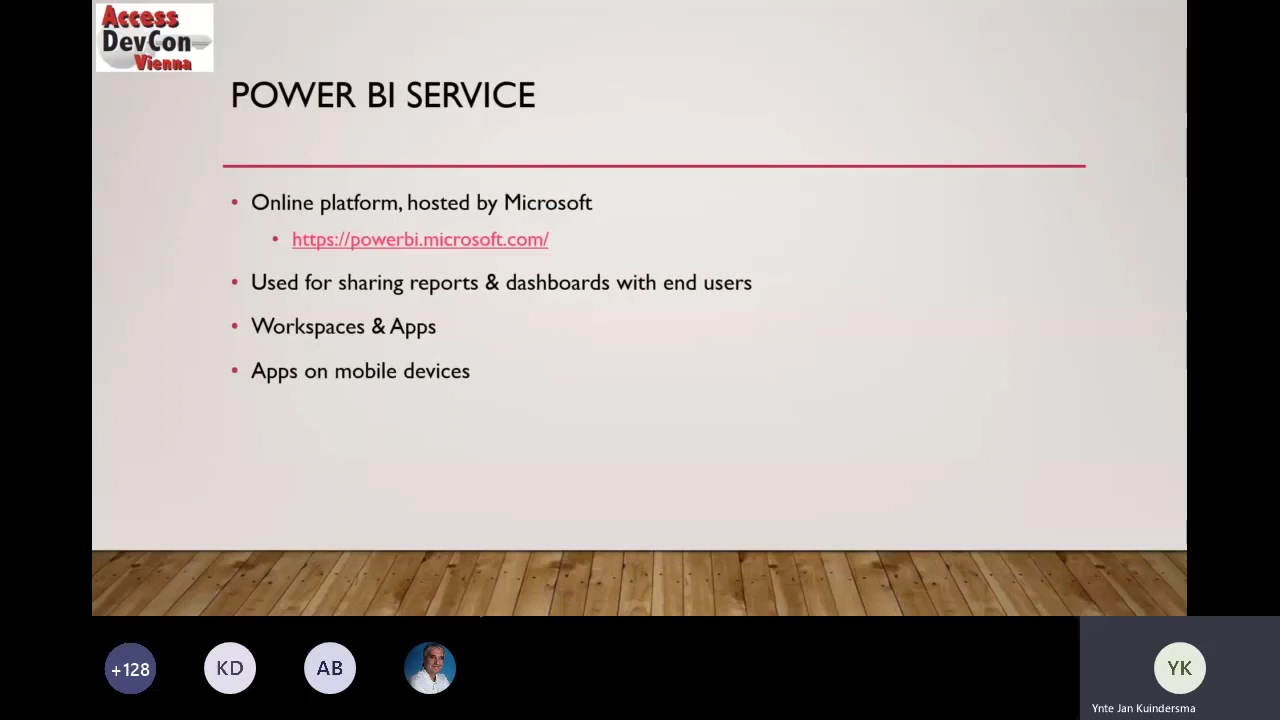 Access
DevCon
Vienna
POWER BI SERVICE
• Online platform, hosted by Microsoft
• https://powerbi.microsoft.com/
• Used for sharing reports & dashboards with end users
• Workspaces & Apps
• Apps on mobile devices
+128
KD
AB
YK
Ynte Jan Kuindersma